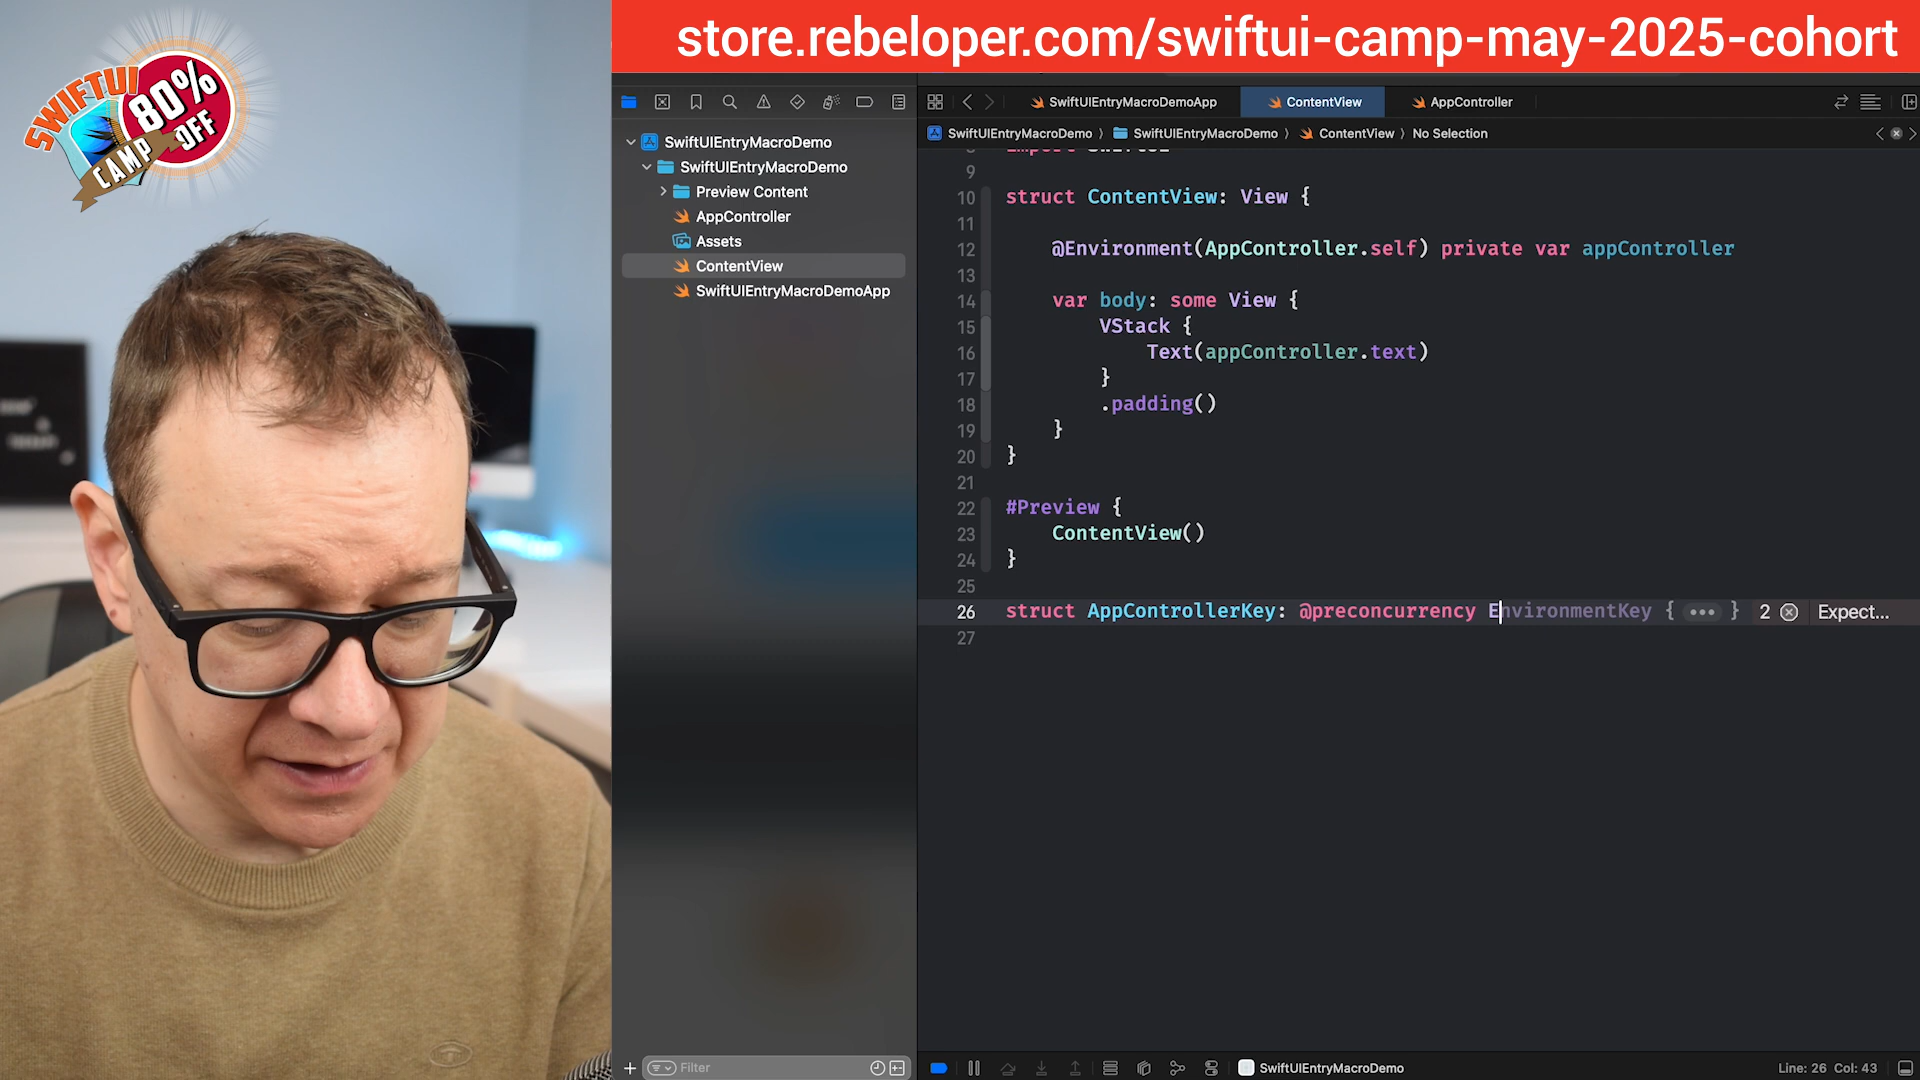 store.rebeloper.com/swiftui-camp-may-2025-cohort
SWIFTUI
CAMP
80%
OFF
SwiftUIEntryMacroDemoApp
ContentView
AppController
SwiftUIEntryMacroDemo
SwiftUIEntryMacroDemo
ContentView
No Selection
SwiftUIEntryMacroDemo
SwiftUIEntryMacroDemo
Preview Content
AppController
Assets
ContentView
SwiftUIEntryMacroDemoApp
9
10 struct ContentView: View {
11
12 @Environment(AppController.self) private var appController
13
14 var body: some View {
15 VStack {
16 Text(appController.text)
17 }
18 .padding()
19 }
20 }
21
22 #Preview {
23 ContentView()
24 }
25
26 struct AppControllerKey: @preconcurrency EnvironmentKey { ••• } 2 Expect...
27
Filter
SwiftUIEntryMacroDemo
Line: 26 Col: 43